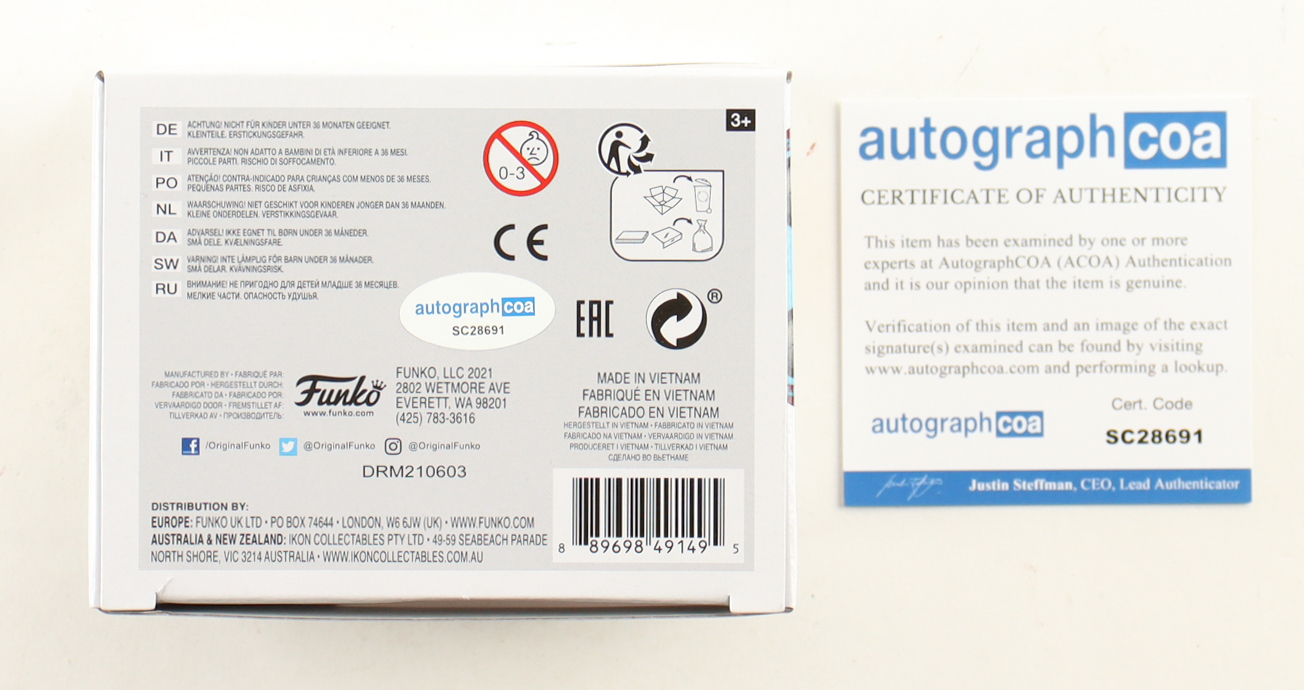 3+
DE ACHTUNG! NICHT FÜR KINDER UNTER 36 MONATEN GEEIGNET.
KLEINTEILE. ERSTICKUNGSGEFAHR.
IT AVVERTENZA! NON ADATTO A BAMBINI DI ETÀ INFERIORE A 36 MESI.
PICCOLE PARTI. RISCHIO DI SOFFOCAMENTO.
PO ATENÇÃO! CONTRA-INDICADO PARA CRIANÇAS COM MENOS DE 36 MESES.
PEQUENAS PARTES. RISCO DE ASFIXIA.
NL WAARSCHUWING! NIET GESCHIKT VOOR KINDEREN JONGER DAN 36 MAANDEN.
KLEINE ONDERDELEN. VERSTIKKINGSGEVAAR.
DA ADVARSEL! IKKE EGNET TIL BØRN UNDER 36 MÅNEDER.
SMÅ DELE. KVÆLNINGSFARE.
SW VARNING! INTE LÄMPLIG FÖR BARN UNDER 36 MÅNADER.
SMÅ DELAR. KVÄVNINGSRISK.
RU ВНИМАНИЕ! НЕ ПРИГОДНО ДЛЯ ДЕТЕЙ МЛАДШЕ 36 МЕСЯЦЕВ.
МЕЛКИЕ ЧАСТИ. ОПАСНОСТЬ УДУШЬЯ.
0-3
CE
autograph coa
SC28691
EAC
®
MANUFACTURED BY • FABRIQUÉ PAR:
FABRICADO POR • HERGESTELLT DURCH:
FABBRICATO DA • FABRICADO POR:
VERVAARDIGD DOOR • FREMSTILLET AF:
TILLVERKAD AV • ПРОИЗВОДИТЕЛЬ:
Funko
www.funko.com
FUNKO, LLC 2021
2802 WETMORE AVE
EVERETT, WA 98201
(425) 783-3616
MADE IN VIETNAM
FABRIQUÉ EN VIETNAM
FABRICADO EN VIETNAM
HERGESTELLT IN VIETNAM • FABBRICATO IN VIETNAM
FABRICADO NA VIETNAM • VERVAARDIGD IN VIETNAM
PRODUCERET I VIETNAM • TILLVERKAD I VIETNAM
СДЕЛАНО ВО ВЬЕТНАМЕ
/OriginalFunko @OriginalFunko @OriginalFunko
DRM210603
DISTRIBUTION BY:
EUROPE: FUNKO UK LTD • PO BOX 74644 • LONDON, W6 6JW (UK) • WWW.FUNKO.COM
AUSTRALIA & NEW ZEALAND: IKON COLLECTABLES PTY LTD • 49-59 SEABEACH PARADE
NORTH SHORE, VIC 3214 AUSTRALIA • WWW.IKONCOLLECTABLES.COM.AU
8 89698 49149 5
autograph coa
CERTIFICATE OF AUTHENTICITY
This item has been examined by one or more
experts at AutographCOA (ACOA) Authentication
and it is our opinion that the item is genuine.
Verification of this item and an image of the exact
signature(s) examined can be found by visiting
www.autographcoa.com and performing a lookup.
autograph coa
Cert. Code
SC28691
Justin Steffman, CEO, Lead Authenticator